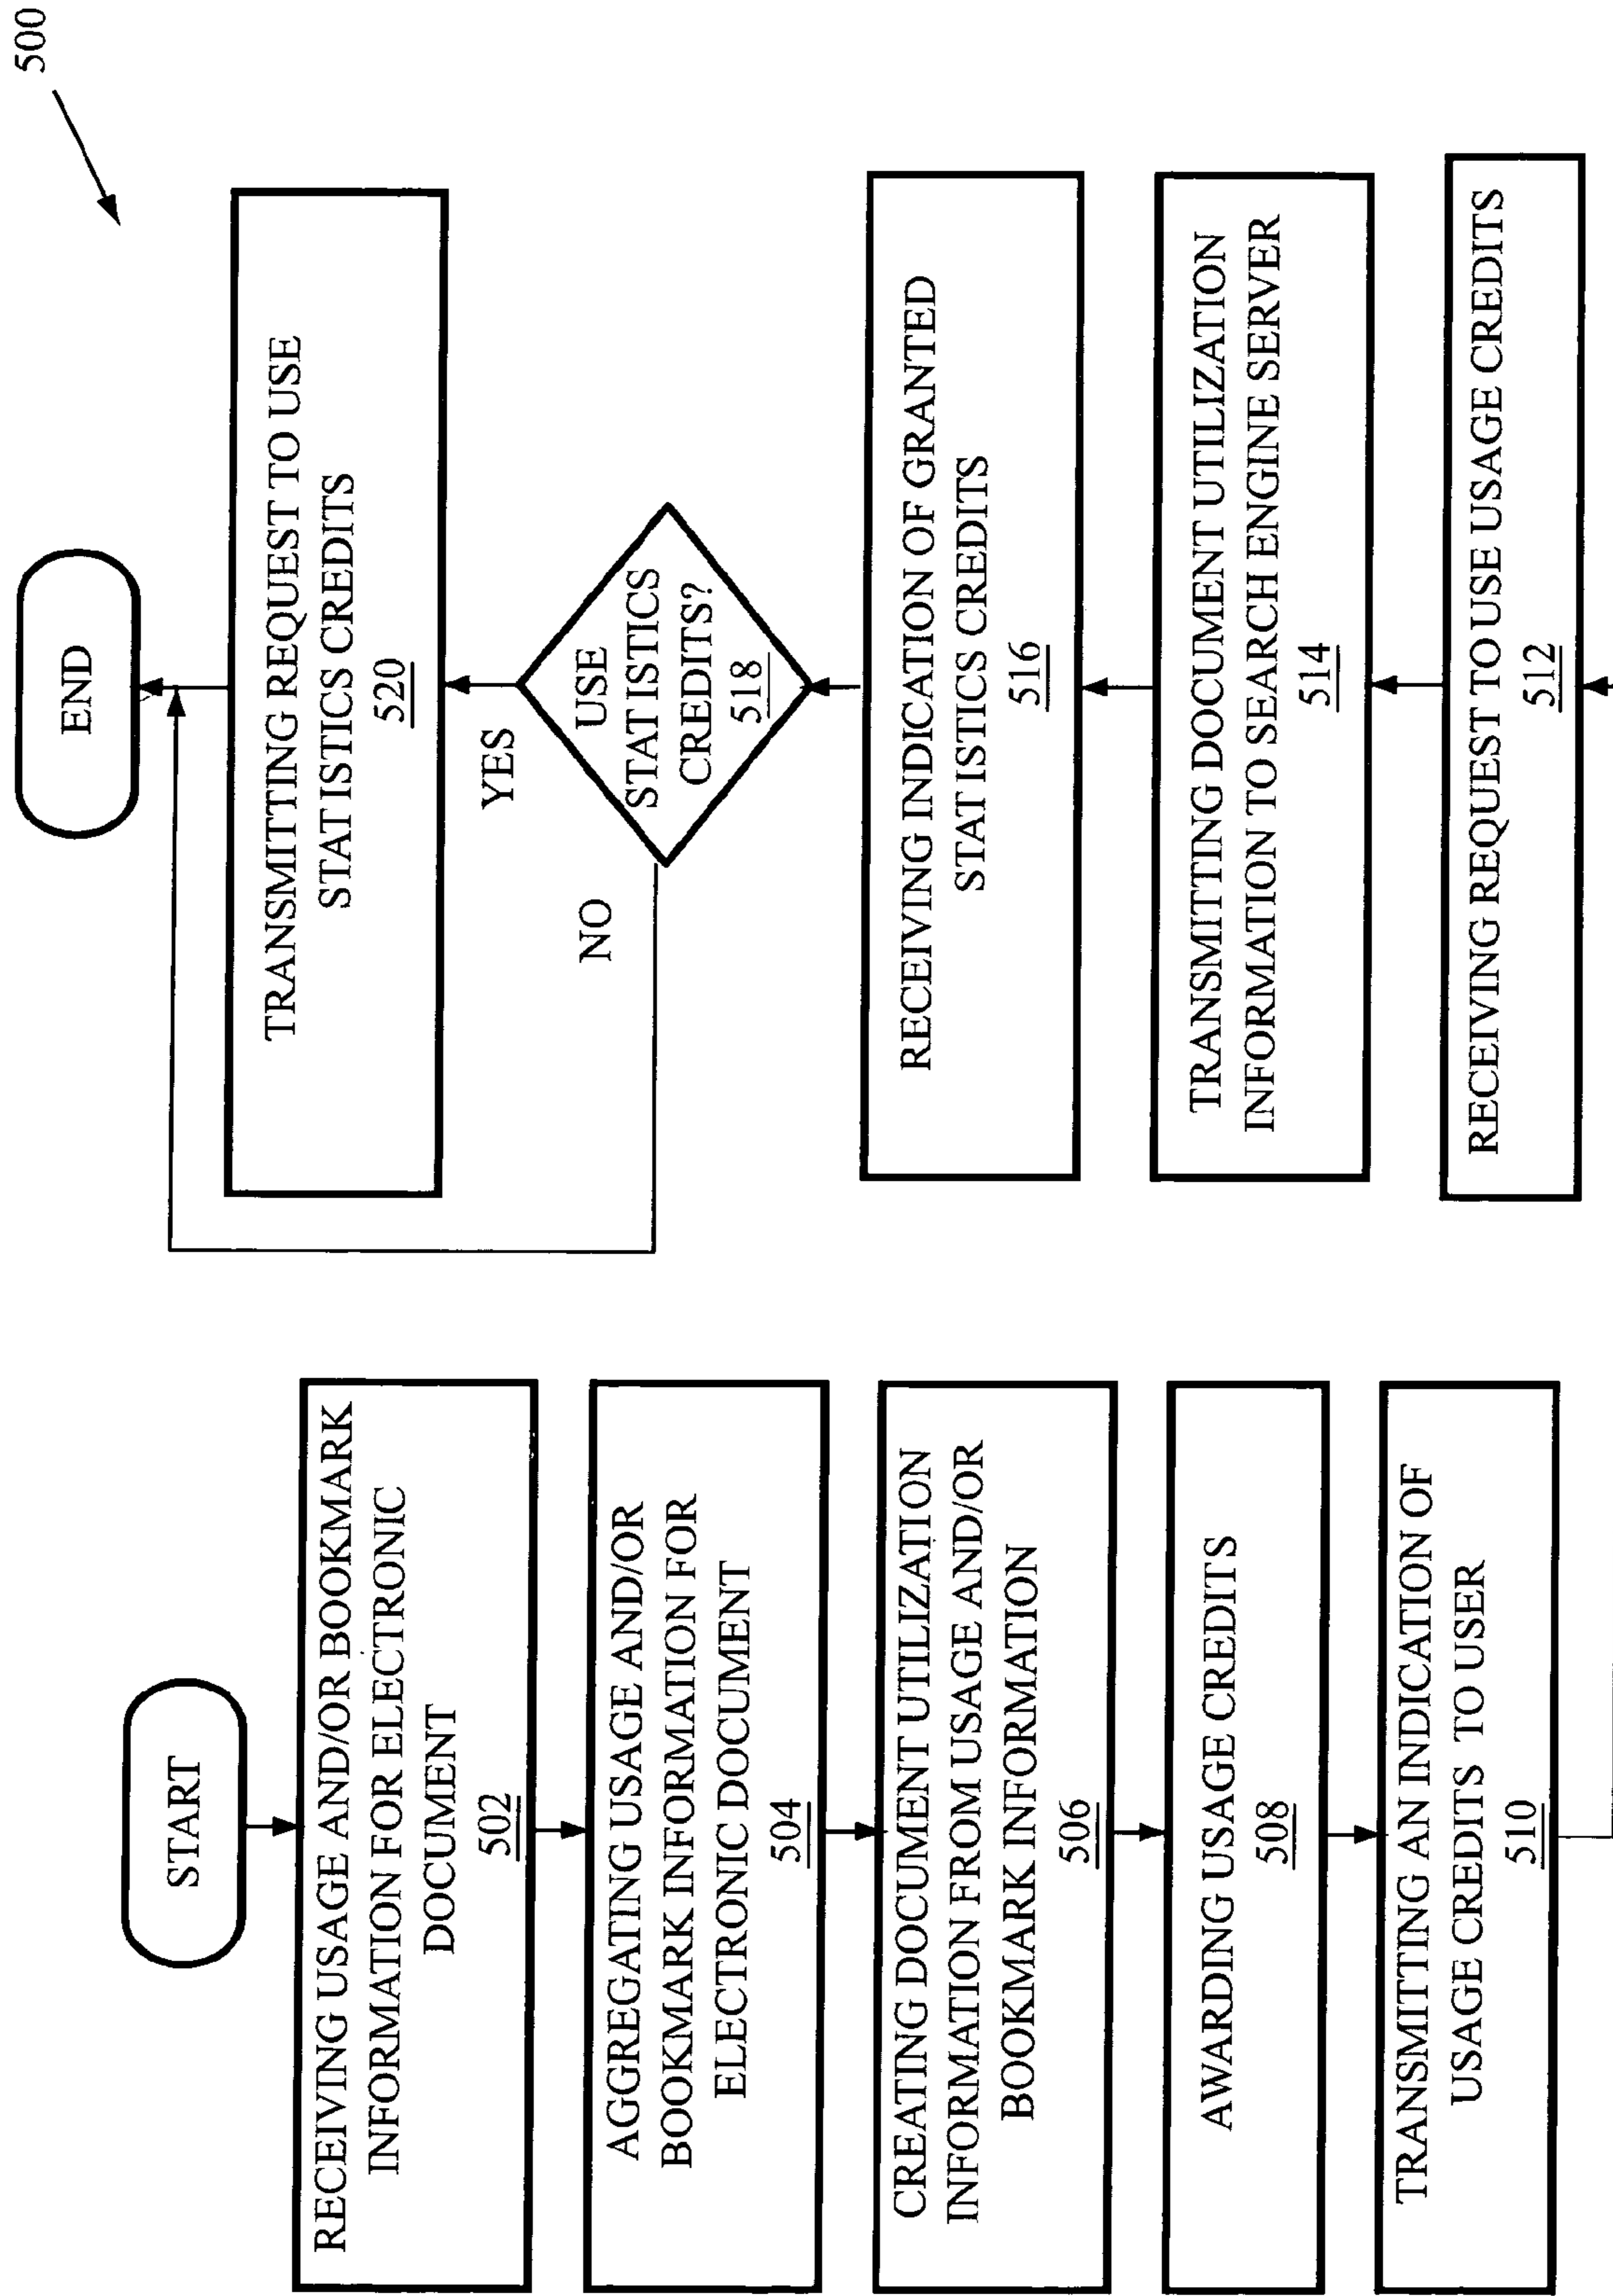 500
START
RECEIVING USAGE AND/OR BOOKMARK
INFORMATION FOR ELECTRONIC
DOCUMENT
502
AGGREGATING USAGE AND/OR
BOOKMARK INFORMATION FOR
ELECTRONIC DOCUMENT
504
CREATING DOCUMENT UTILIZATION
INFORMATION FROM USAGE AND/OR
BOOKMARK INFORMATION
506
AWARDING USAGE CREDITS
508
TRANSMITTING AN INDICATION OF
USAGE CREDITS TO USER
510
RECEIVING REQUEST TO USE USAGE CREDITS
512
TRANSMITTING DOCUMENT UTILIZATION
INFORMATION TO SEARCH ENGINE SERVER
514
RECEIVING INDICATION OF GRANTED
STATISTICS CREDITS
516
USE
STATISTICS
CREDITS?
518
NO
YES
TRANSMITTING REQUEST TO USE
STATISTICS CREDITS
520
END